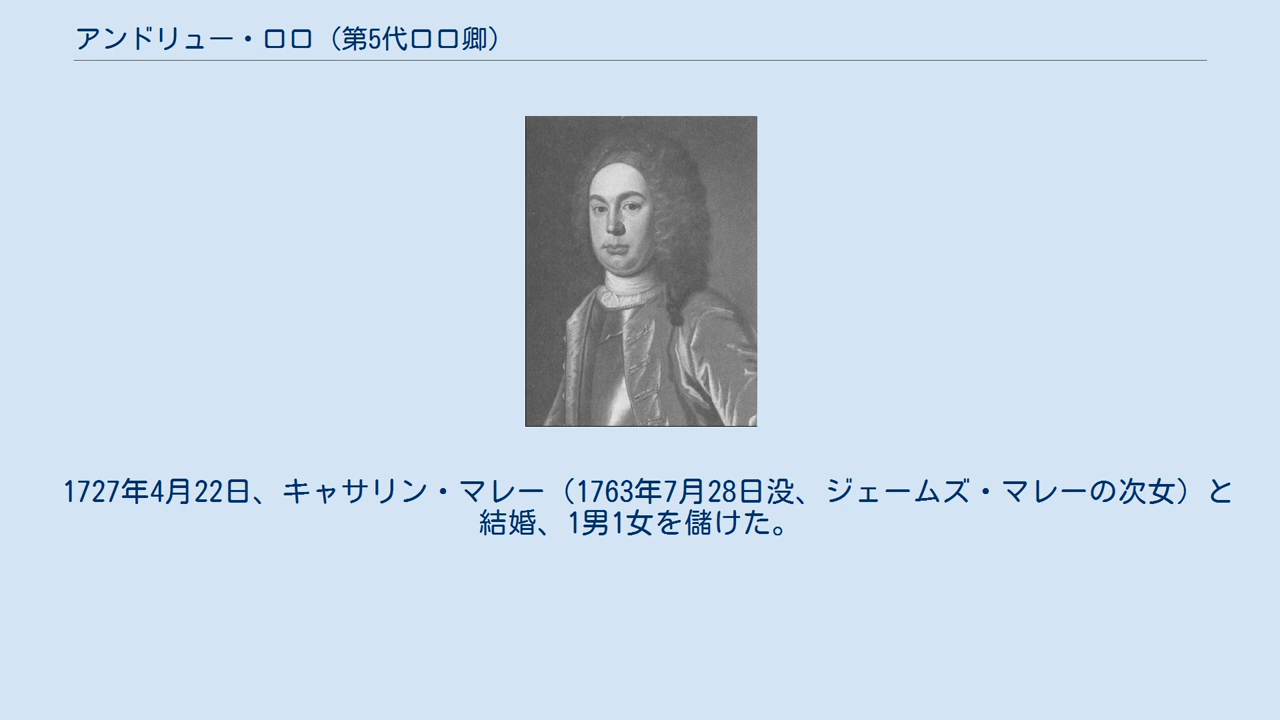 アンドリュー・ロロ（第5代ロロ卿）
1727年4月22日、キャサリン・マレー（1763年7月28日没、ジェームズ・マレーの次女）と
結婚、1男1女を儲けた。